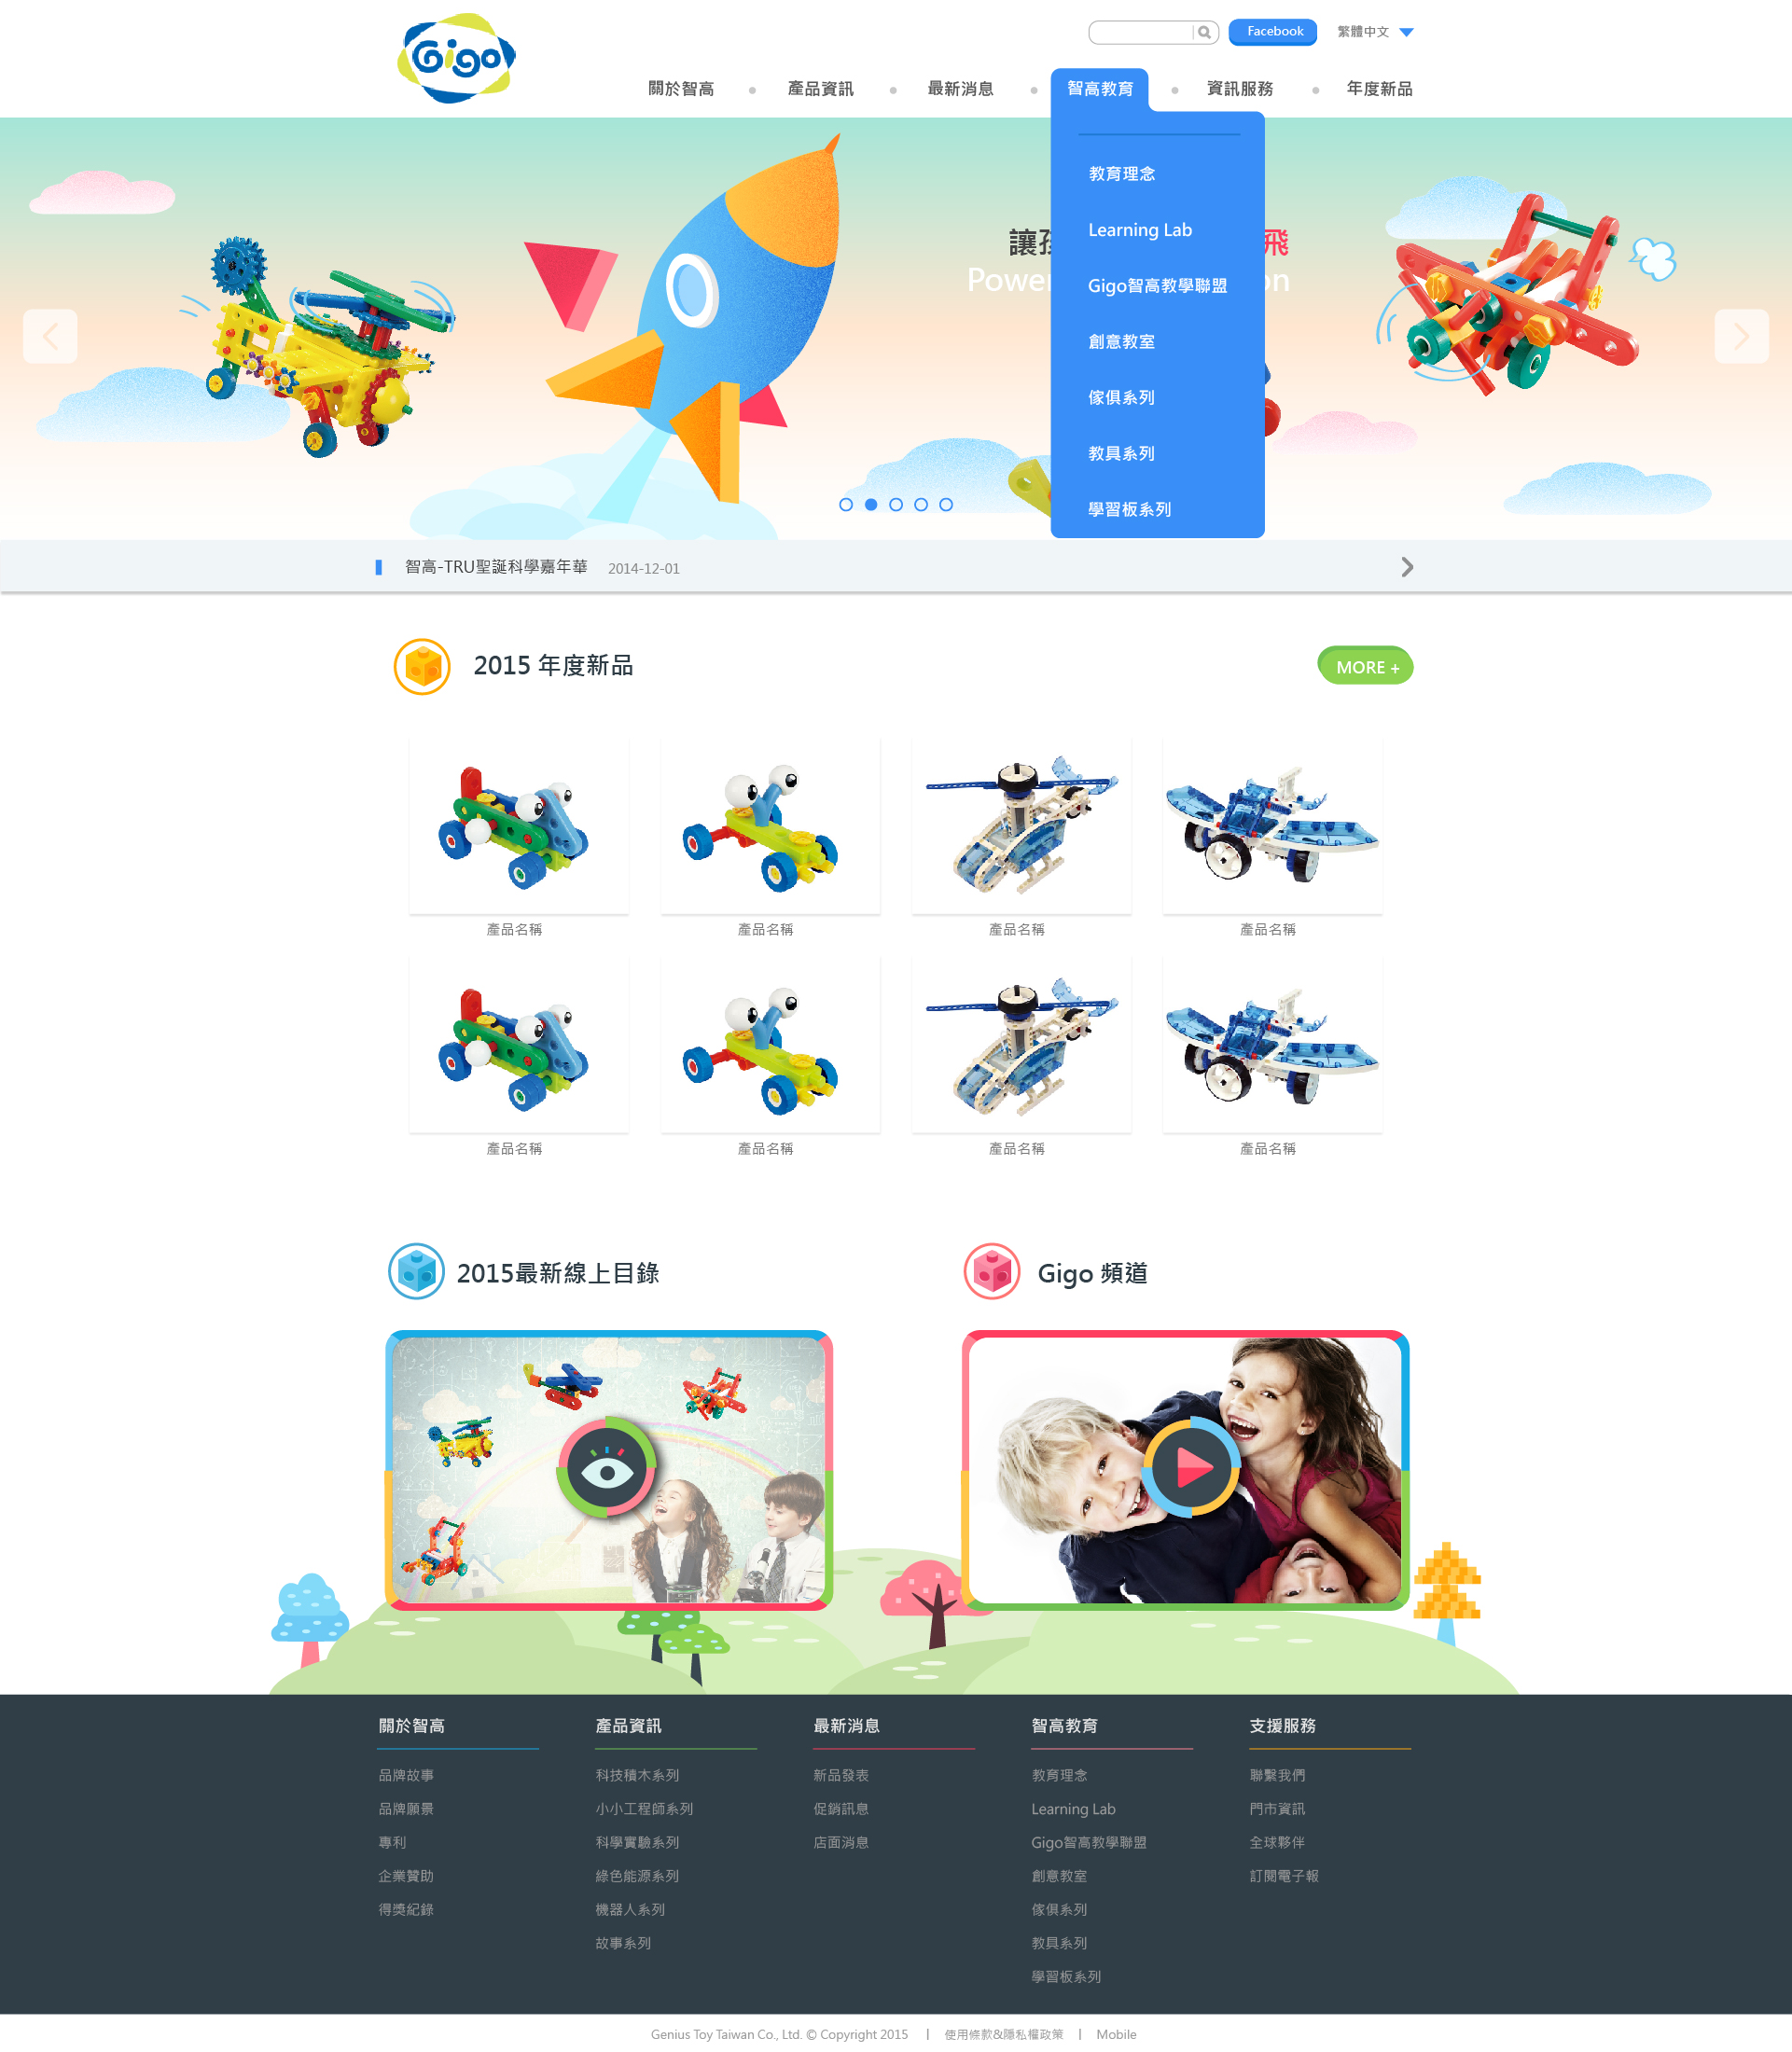 Gigo
Facebook
繁體中文
關於智高
產品資訊
最新消息
智高教育
資訊服務
年度新品
教育理念
Learning Lab
Gigo智高教學聯盟
創意教室
傢俱系列
教具系列
學習板系列
讓
飛
Power
智高-TRU聖誕科學嘉年華 2014-12-01
2015 年度新品
MORE +
產品名稱 產品名稱 產品名稱 產品名稱
產品名稱 產品名稱 產品名稱 產品名稱
2015最新線上目錄
Gigo 頻道
關於智高
品牌故事
品牌願景
專利
企業贊助
得獎紀錄
產品資訊
科技積木系列
小小工程師系列
科學實驗系列
綠色能源系列
機器人系列
故事系列
最新消息
新品發表
促銷訊息
店面消息
智高教育
教育理念
Learning Lab
Gigo智高教學聯盟
創意教室
傢俱系列
教具系列
學習板系列
支援服務
聯繫我們
門市資訊
全球夥伴
訂閱電子報
Genius Toy Taiwan Co., Ltd. © Copyright 2015 | 使用條款&隱私權政策 | Mobile